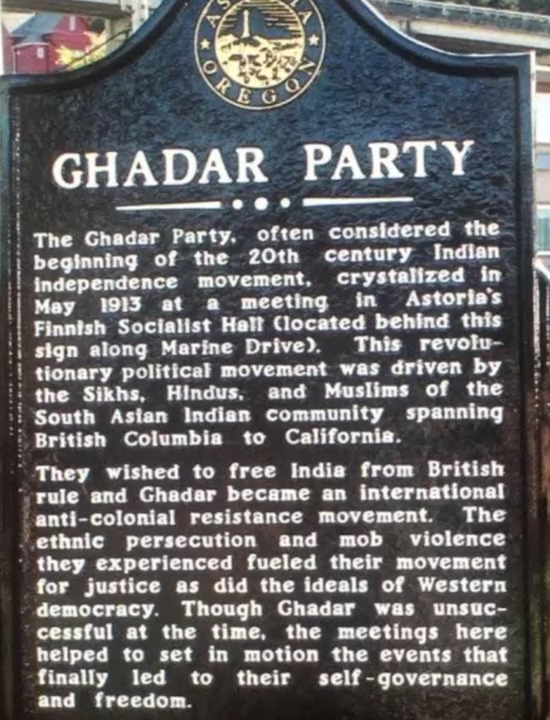 ASTORIA
OREGON
GHADAR PARTY
The Ghadar Party, often considered the
beginning of the 20th century Indian
independence movement, crystalized in
May 1913 at a meeting in Astoria's
Finnish Socialist Hall (located behind this
sign along Marine Drive). This revolu-
tionary political movement was driven by
the Sikhs, Hindus, and Muslims of the
South Asian Indian community spanning
British Columbia to California.
They wished to free India from British
rule and Ghadar became an international
anti-colonial resistance movement. The
ethnic persecution and mob violence
they experienced fueled their movement
for justice as did the ideals of Western
democracy. Though Ghadar was unsuc-
cessful at the time, the meetings here
helped to set in motion the events that
finally led to their self-governance
and freedom.